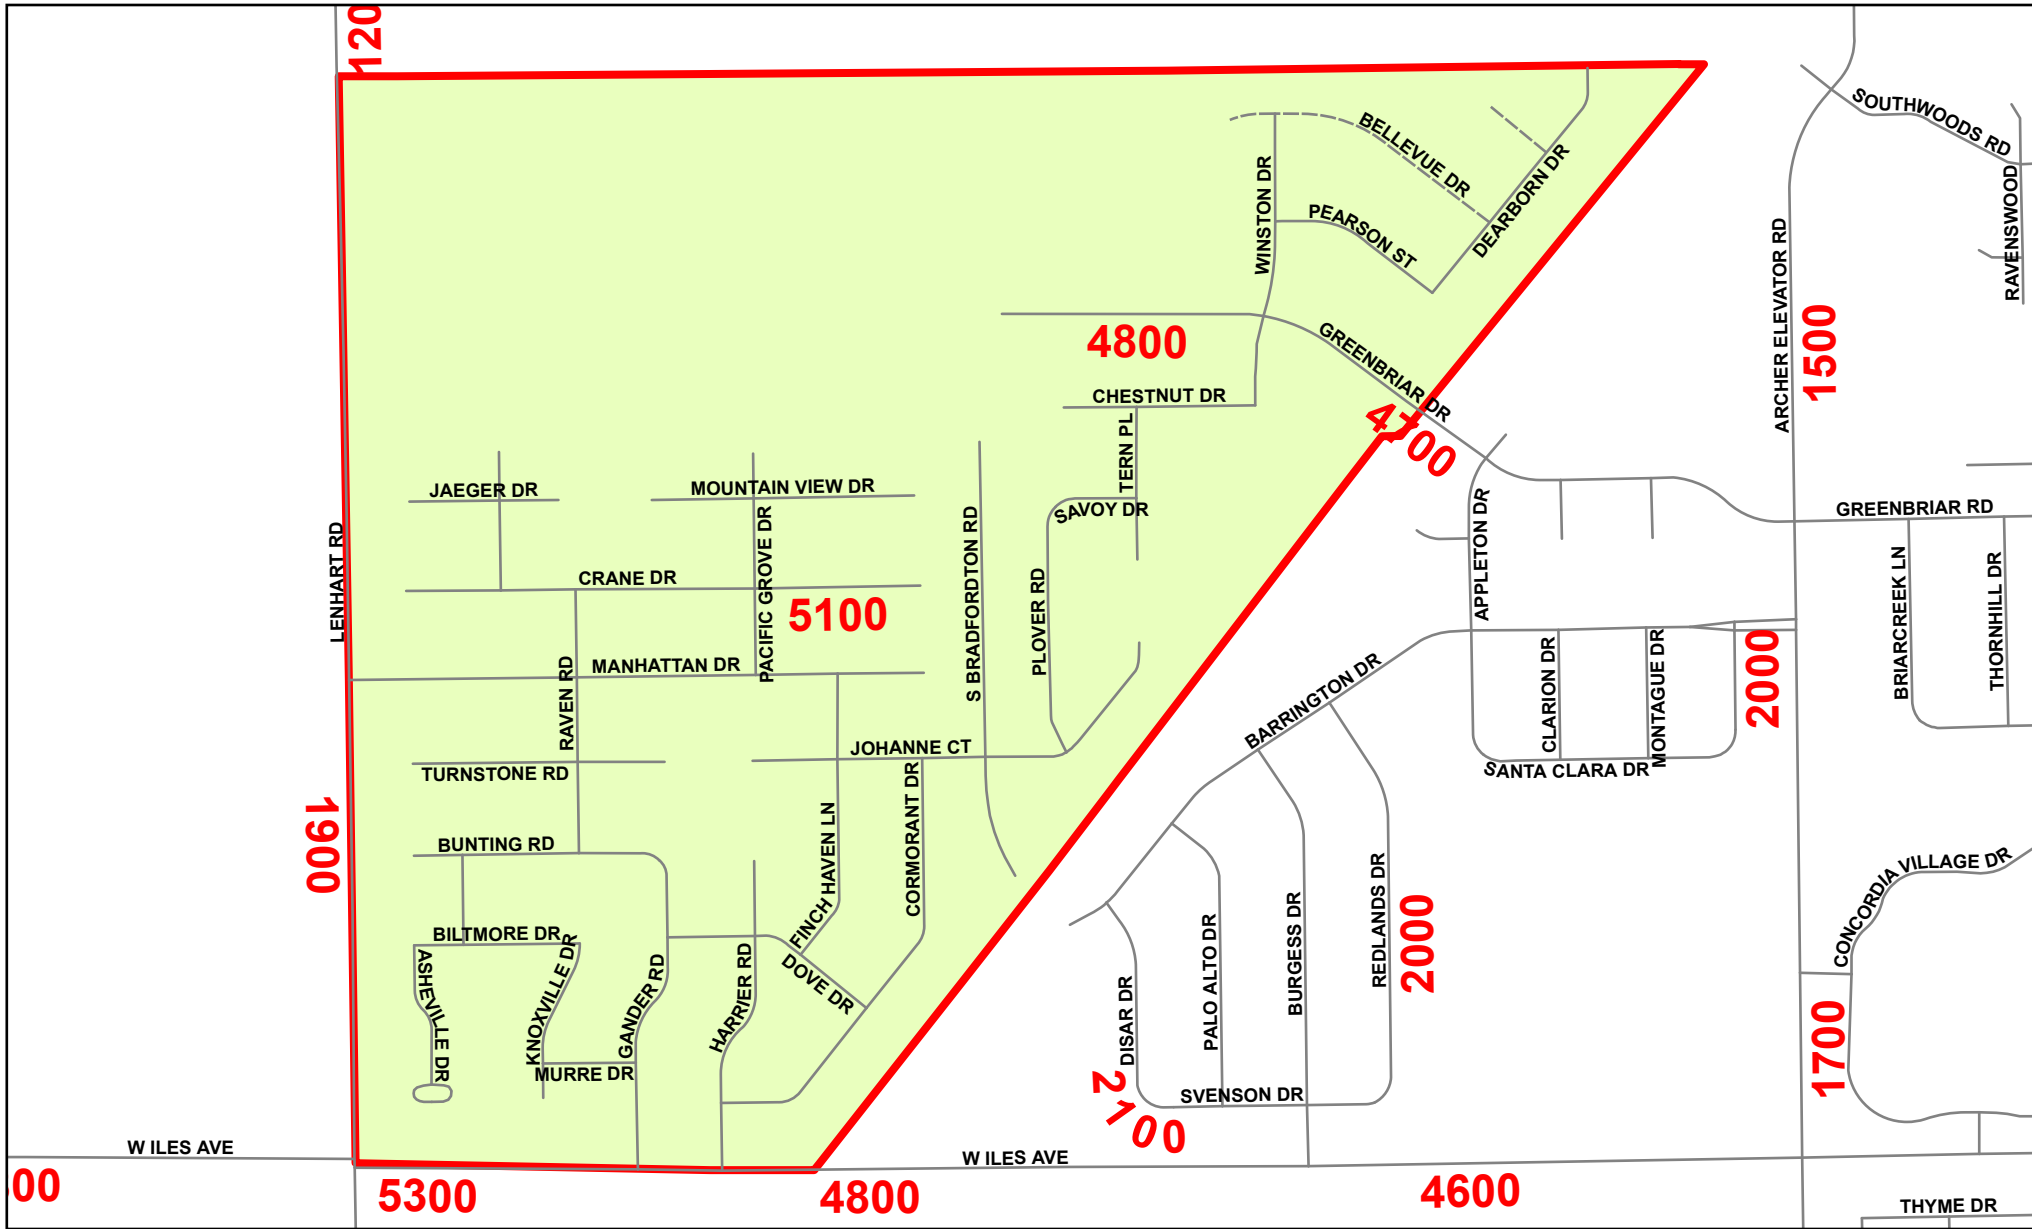 120
SOUTHWOODS RD
BELLEVUE DR
WINSTON DR
DEARBORN DR
RAVENSWOOD
PEARSON ST
ARCHER ELEVATOR RD
1500
4800
GREENBRIAR DR
4700
CHESTNUT DR
TERN PL
JAEGER DR
MOUNTAIN VIEW DR
SAVOY DR
GREENBRIAR RD
LENHART RD
PACIFIC GROVE DR
S BRADFORDTON RD
APPLETON DR
BRIARCREEK LN
THORNHILL DR
CRANE DR
5100
PLOVER RD
MANHATTAN DR
RAVEN RD
BARRINGTON DR
CLARION DR
MONTAGUE DR
2000
JOHANNE CT
TURNSTONE RD
SANTA CLARA DR
1900
BUNTING RD
FINCH HAVEN LN
CORMORANT DR
CONCORDIA VILLAGE DR
BILTMORE DR
ASHEVILLE DR
KNOXVILLE DR
GANDER RD
HARRIER RD
DOVE DR
DISAR DR
PALO ALTO DR
BURGESS DR
REDLANDS DR
2000
1700
MURRE DR
2100
SVENSON DR
W ILES AVE
W ILES AVE
00
5300
4800
4600
THYME DR